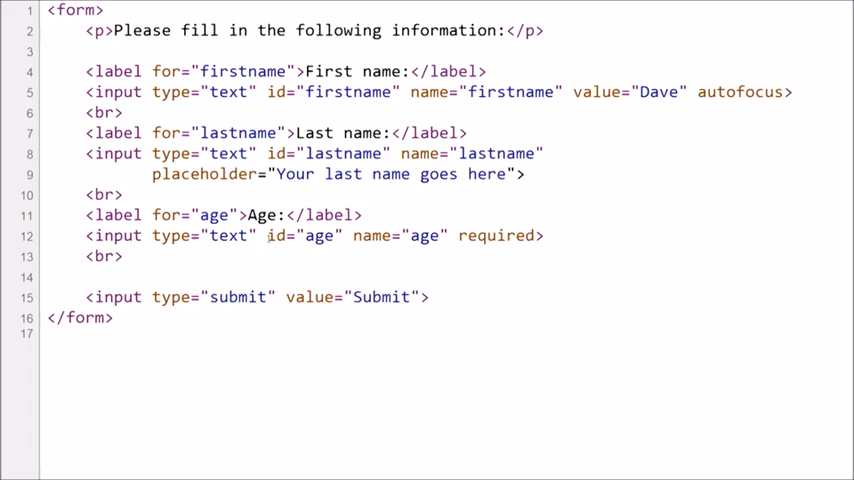 1 <form>
2 <p>Please fill in the following information:</p>
3
4 <label for="firstname">First name:</label>
5 <input type="text" id="firstname" name="firstname" value="Dave" autofocus>
6 <br>
7 <label for="lastname">Last name:</label>
8 <input type="text" id="lastname" name="lastname"
9 placeholder="Your last name goes here">
10 <br>
11 <label for="age">Age:</label>
12 <input type="text" id="age" name="age" required>
13 <br>
14
15 <input type="submit" value="Submit">
16 </form>
17